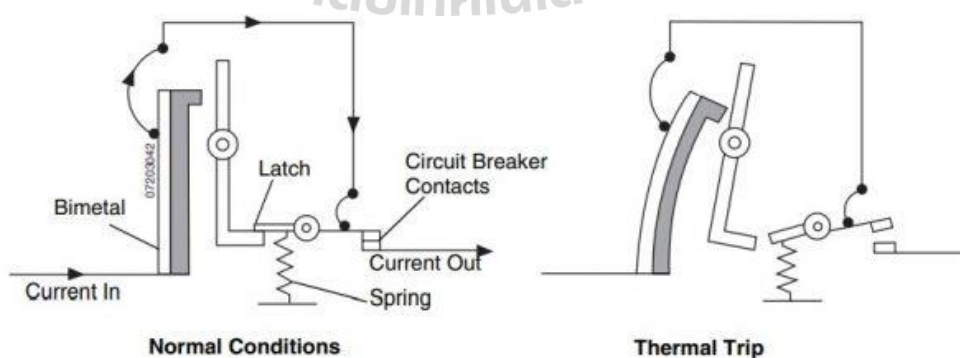 07203042
Latch
Circuit Breaker
Contacts
Bimetal
Current Out
Current In
Spring
Normal Conditions
Thermal Trip